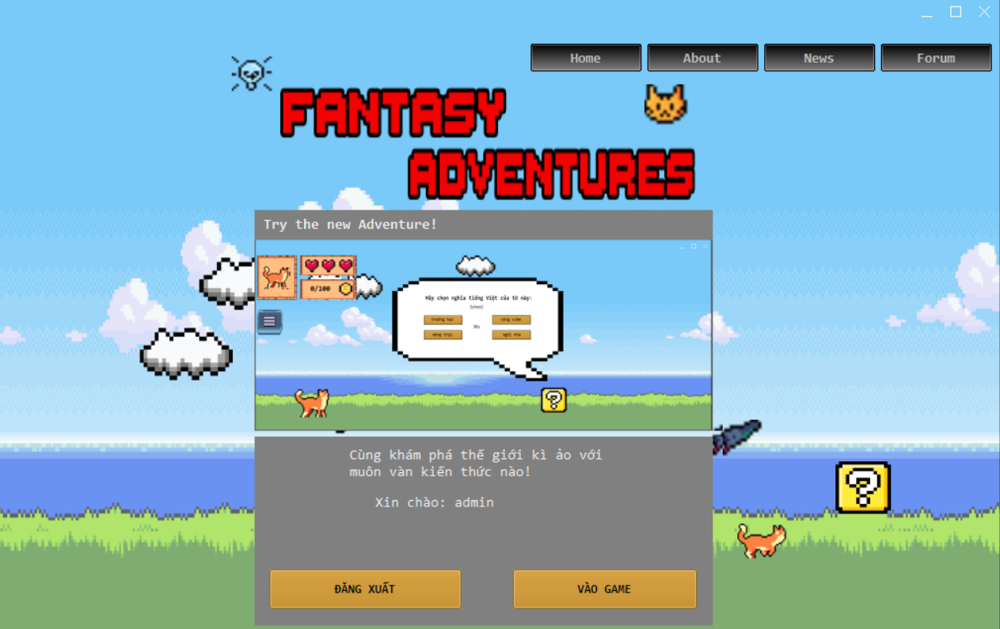 Home
About
News
Forum
FANTASY
ADVENTURES
Try the new Adventure!
0/100
Hãy chọn nghĩa tiếng Việt của từ này:
School
trường học
công viên
30s
nông trại
ngôi nhà
Cùng khám phá thế giới kì ảo với
muôn vàn kiến thức nào!
Xin chào: admin
ĐĂNG XUẤT
VÀO GAME